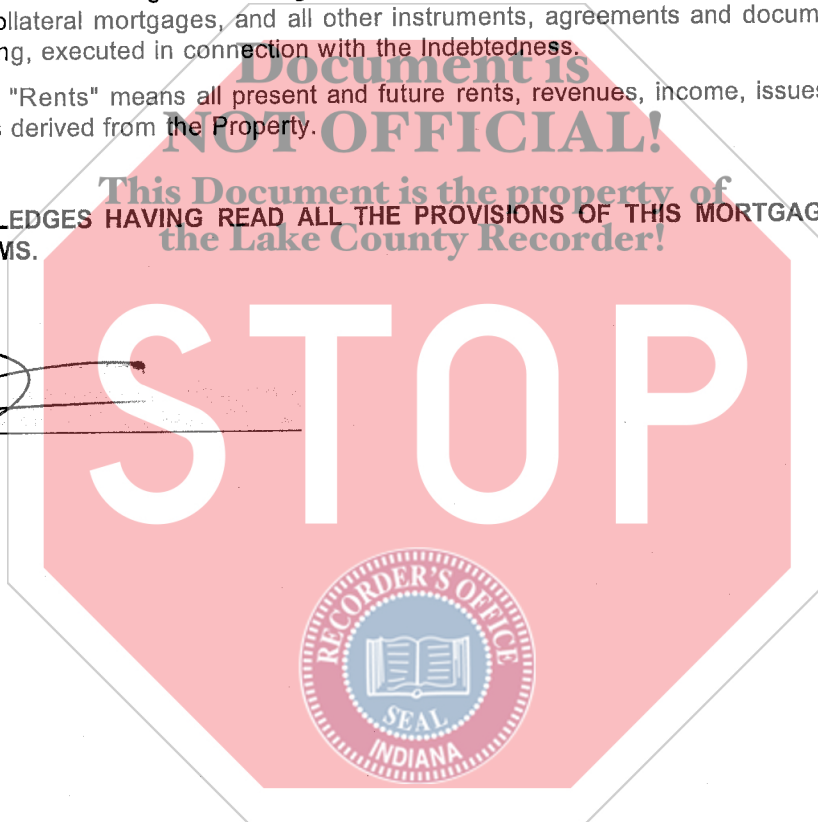 ollateral mortgages, and all other instruments, agreements and docum
ng, executed in connection with the Indebtedness.
Document is
"Rents" means all present and future rents, revenues, income, issues
s derived from the Property.
NOT OFFICIAL!
This Document is the property of
LEDGES HAVING READ ALL THE PROVISIONS OF THIS MORTGAG
the Lake County Recorder!
MS.
STOP
RECORDER'S OFFICE
SEAL
INDIANA